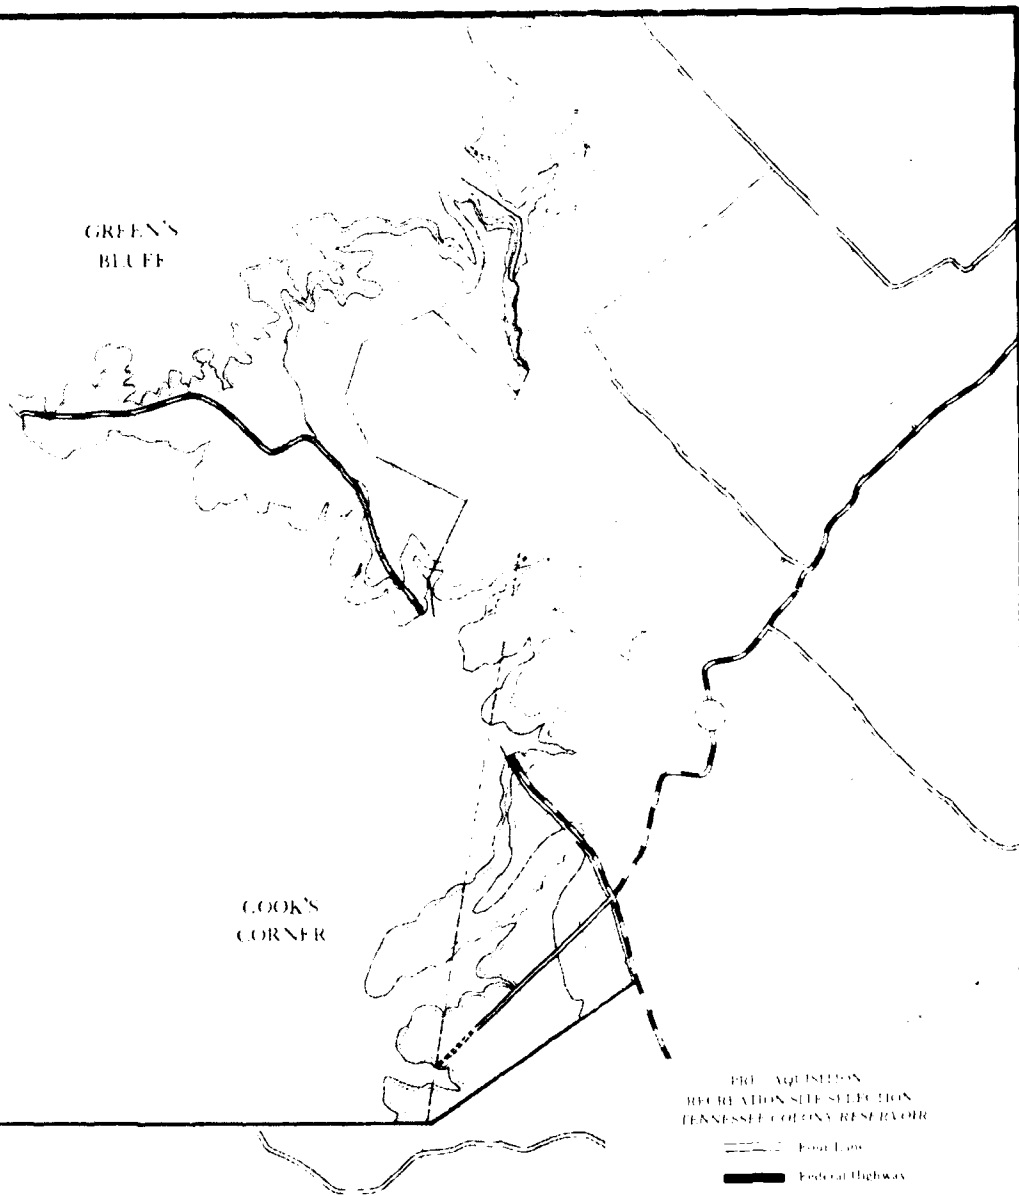 GREEN'S
BLUFF
COOK'S
CORNER
PRE-AQUISITION
RECREATION SITE SELECTION
TENNESSEE COLONY RESERVOIR
Four Lane
Federal Highway